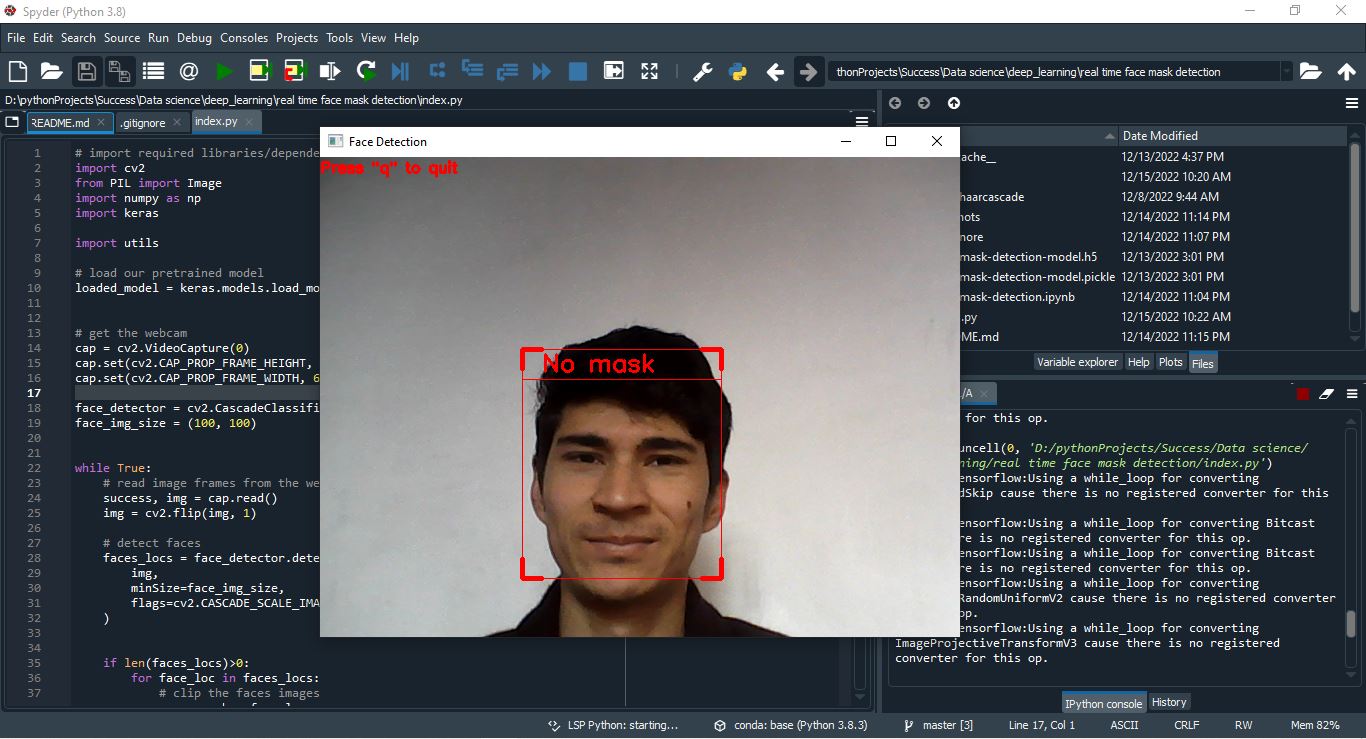 Spyder (Python 3.8)
File Edit Search Source Run Debug Consoles Projects Tools View Help
thonProjects\Success\Data science\deep_learning\real time face mask detection
D:\pythonProjects\Success\Data science\deep_learning\real time face mask detection\index.py
README.md .gitignore index.py
1 # import required libraries/depende
2 import cv2
3 from PIL import Image
4 import numpy as np
5 import keras
6
7 import utils
8
9 # load our pretrained model
10 loaded_model = keras.models.load_mo
11
12
13 # get the webcam
14 cap = cv2.VideoCapture(0)
15 cap.set(cv2.CAP_PROP_FRAME_HEIGHT,
16 cap.set(cv2.CAP_PROP_FRAME_WIDTH, 6
17
18 face_detector = cv2.CascadeClassifi
19 face_img_size = (100, 100)
20
21
22 while True:
23 # read image frames from the we
24 success, img = cap.read()
25 img = cv2.flip(img, 1)
26
27 # detect faces
28 faces_locs = face_detector.dete
29 img,
30 minSize=face_img_size,
31 flags=cv2.CASCADE_SCALE_IMA
32 )
33
34
35 if len(faces_locs)>0:
36 for face_loc in faces_locs:
37 # clip the faces images
Face Detection
Press "q" to quit
No mask
Date Modified
ache__ 12/13/2022 4:37 PM
12/15/2022 10:20 AM
haarcascade 12/8/2022 9:44 AM
hots 12/14/2022 11:14 PM
nore 12/14/2022 11:07 PM
mask-detection-model.h5 12/13/2022 3:01 PM
mask-detection-model.pickle 12/13/2022 3:01 PM
mask-detection.ipynb 12/14/2022 11:04 PM
.py 12/15/2022 10:22 AM
ME.md 12/14/2022 11:15 PM
Variable explorer Help Plots Files
/A
for this op.
uncell(0, 'D:/pythonProjects/Success/Data science/
ning/real time face mask detection/index.py')
ensorflow:Using a while_loop for converting
dSkip cause there is no registered converter for this
ensorflow:Using a while_loop for converting Bitcast
re is no registered converter for this op.
ensorflow:Using a while_loop for converting Bitcast
re is no registered converter for this op.
ensorflow:Using a while_loop for converting
RandomUniformV2 cause there is no registered converter
op.
ensorflow:Using a while_loop for converting
ImageProjectiveTransformV3 cause there is no registered
converter for this op.
IPython console History
LSP Python: starting... conda: base (Python 3.8.3) master [3] Line 17, Col 1 ASCII CRLF RW Mem 82%